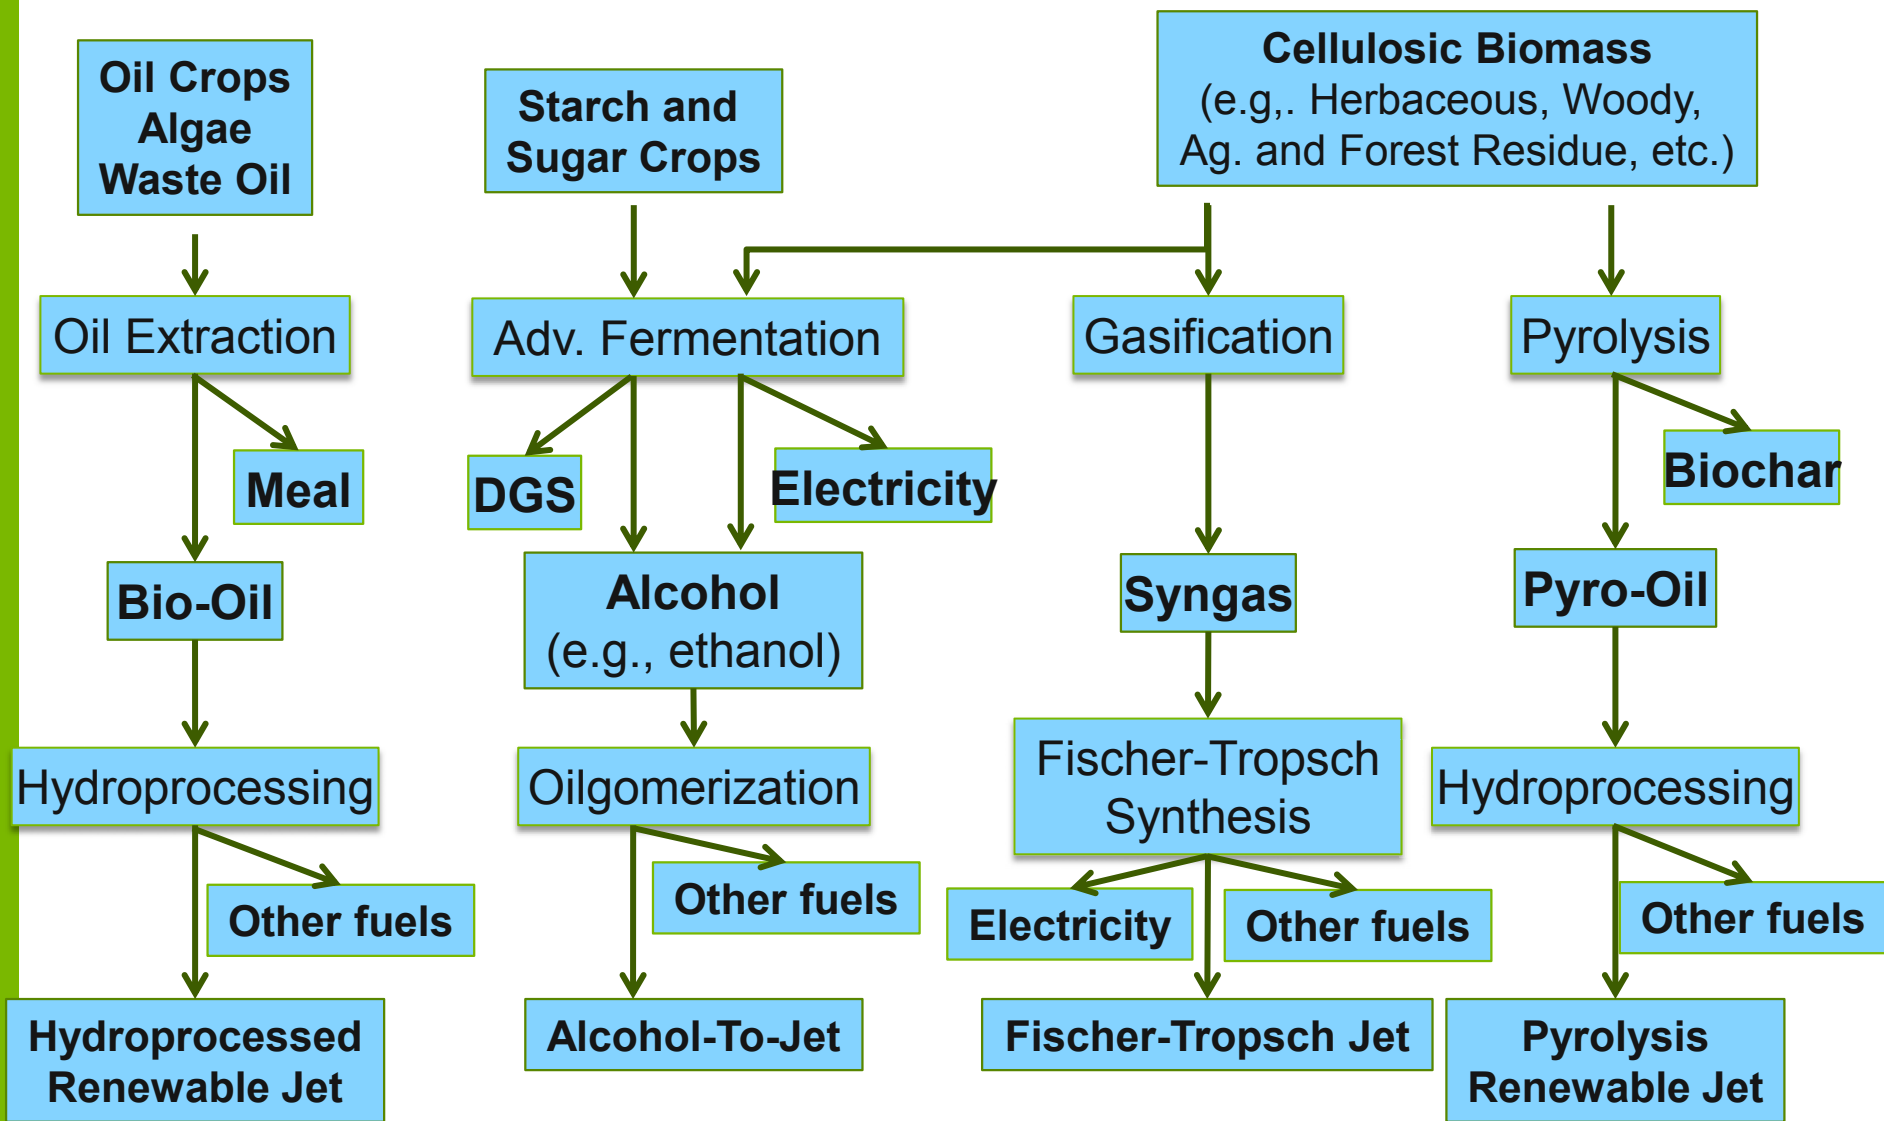 Oil Crops
Algae
Waste Oil
Starch and
Sugar Crops
Cellulosic Biomass
(e.g,. Herbaceous, Woody,
Ag. and Forest Residue, etc.)
Oil Extraction
Adv. Fermentation
Gasification
Pyrolysis
Meal
DGS
Electricity
Biochar
Bio-Oil
Alcohol
(e.g., ethanol)
Syngas
Pyro-Oil
Hydroprocessing
Oilgomerization
Fischer-Tropsch
Synthesis
Hydroprocessing
Other fuels
Other fuels
Electricity
Other fuels
Other fuels
Hydroprocessed
Renewable Jet
Alcohol-To-Jet
Fischer-Tropsch Jet
Pyrolysis
Renewable Jet